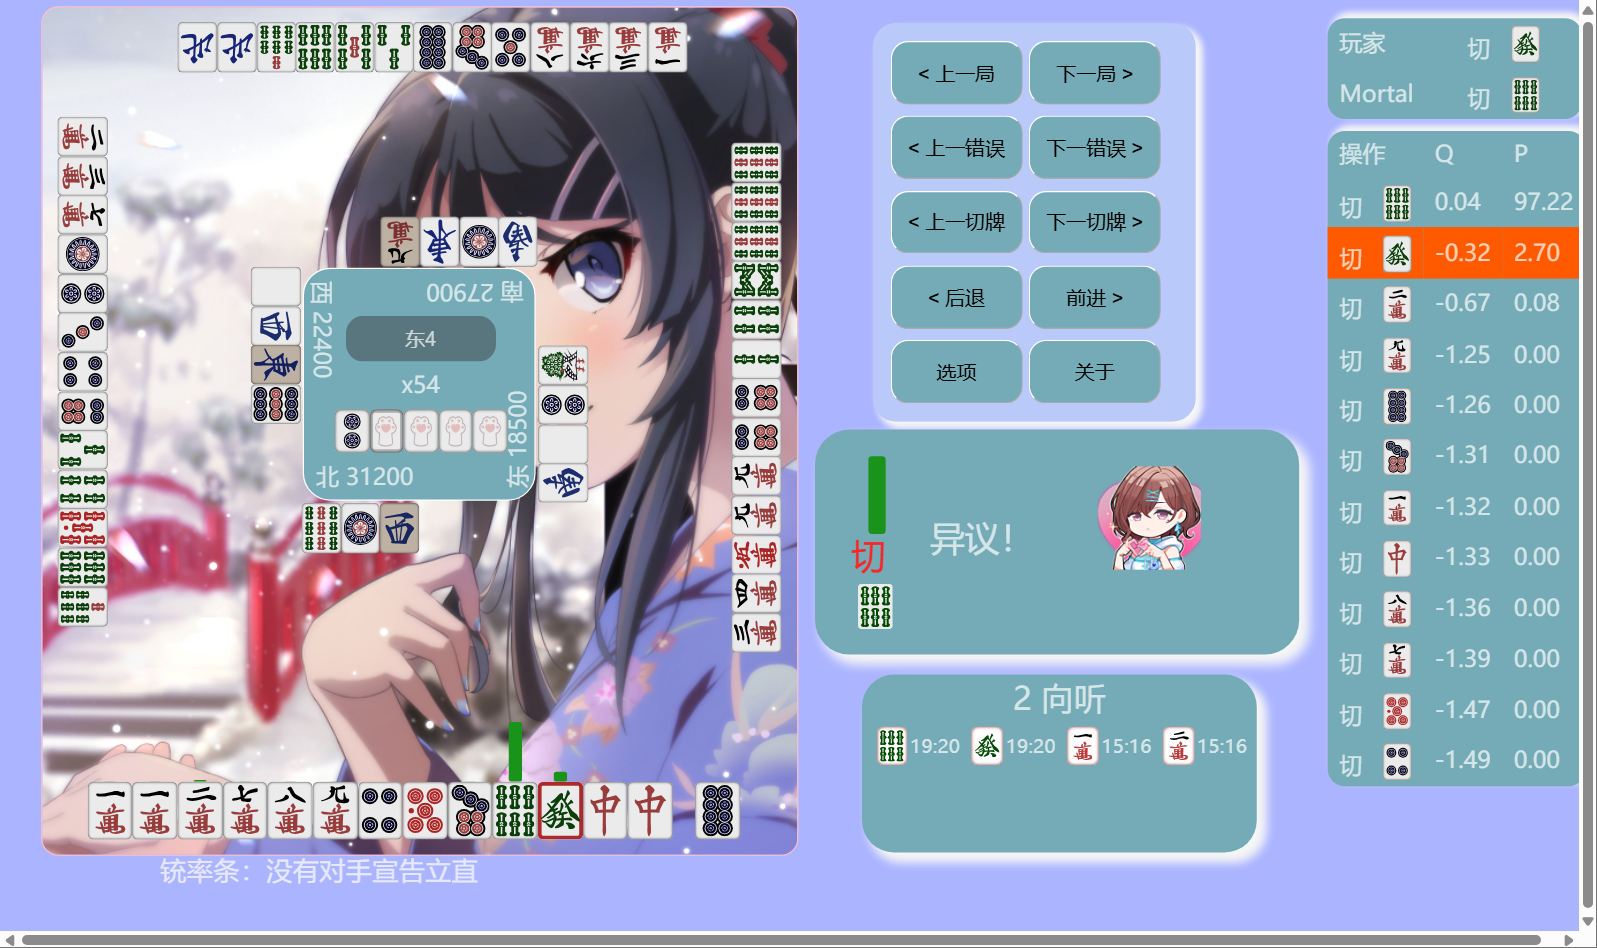 南 27900
西 22400
东4
x54
东 18500
北 31200
铳率条：没有对手宣告立直
< 上一局
下一局 >
< 上一错误
下一错误 >
< 上一切牌
下一切牌 >
< 后退
前进 >
选项
关于
异议！
切
2 向听
19:20
19:20
15:16
15:16
玩家 切
Mortal 切
操作 Q P
切 0.04 97.22
切 -0.32 2.70
切 -0.67 0.08
切 -1.25 0.00
切 -1.26 0.00
切 -1.31 0.00
切 -1.32 0.00
切 -1.33 0.00
切 -1.36 0.00
切 -1.39 0.00
切 -1.47 0.00
切 -1.49 0.00